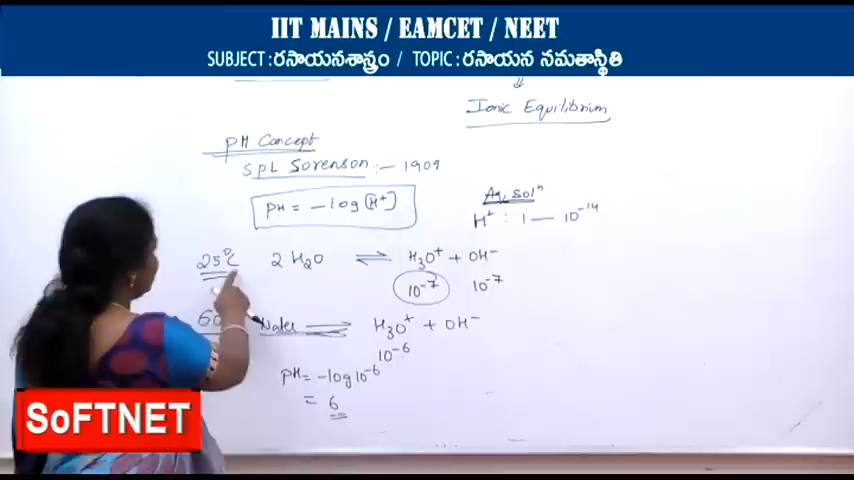 IIT MAINS / EAMCET / NEET
SUBJECT : రసాయనశాస్త్రం / TOPIC : రసాయన సమతాస్థితి
⇓
Ionic Equilibrium
PH Concept
SPL Sorenson :- 1909
PH = -log[H+]
Aq. solⁿ
H+ : 1 — 10⁻¹⁴
25°C 2 H₂O ⇌ H₃O⁺ + OH⁻
10⁻⁷ 10⁻⁷
60 Water ⇌ H₃O⁺ + OH⁻
10⁻⁶
PH = -log10⁻⁶
= 6
SoFTNET